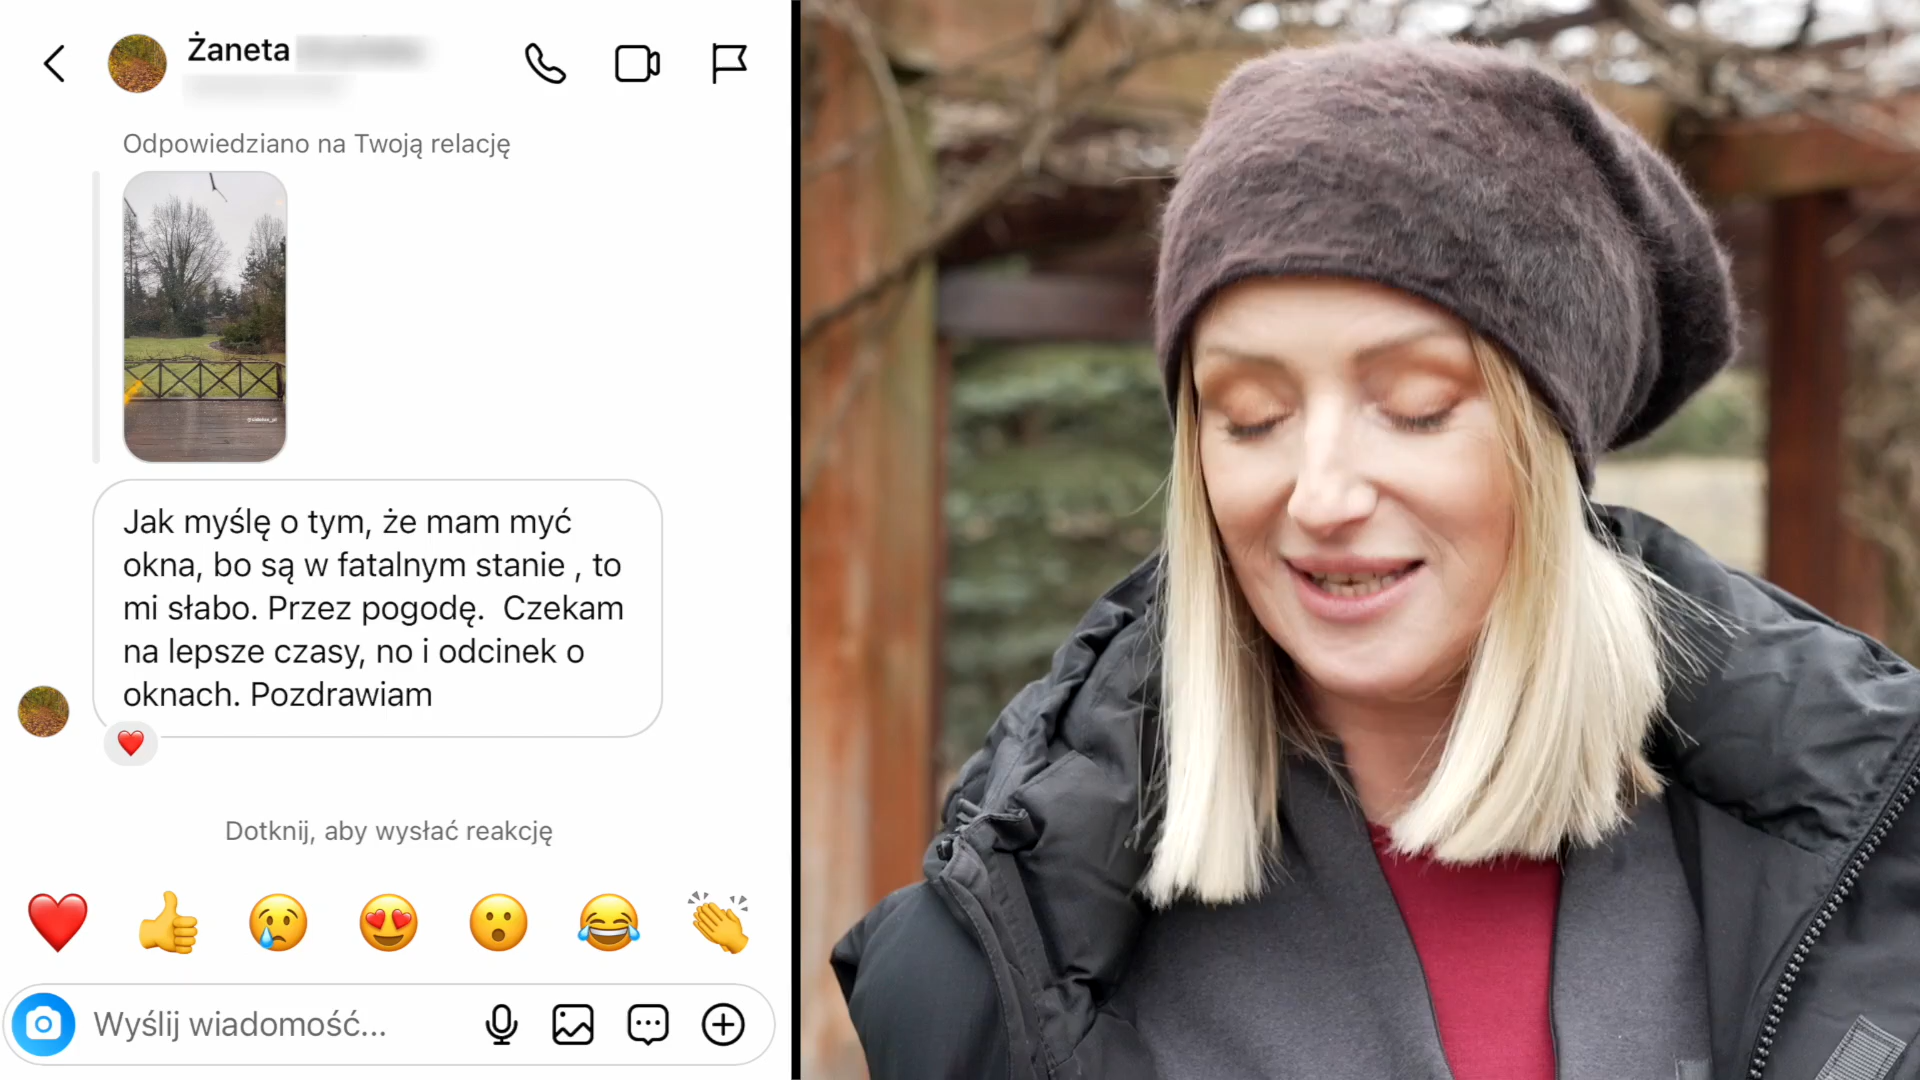 Żaneta
Odpowiedziano na Twoją relację
Jak myślę o tym, że mam myć
okna, bo są w fatalnym stanie , to
mi słabo. Przez pogodę.  Czekam
na lepsze czasy, no i odcinek o
oknach. Pozdrawiam
Dotknij, aby wysłać reakcję
Wyślij wiadomość...